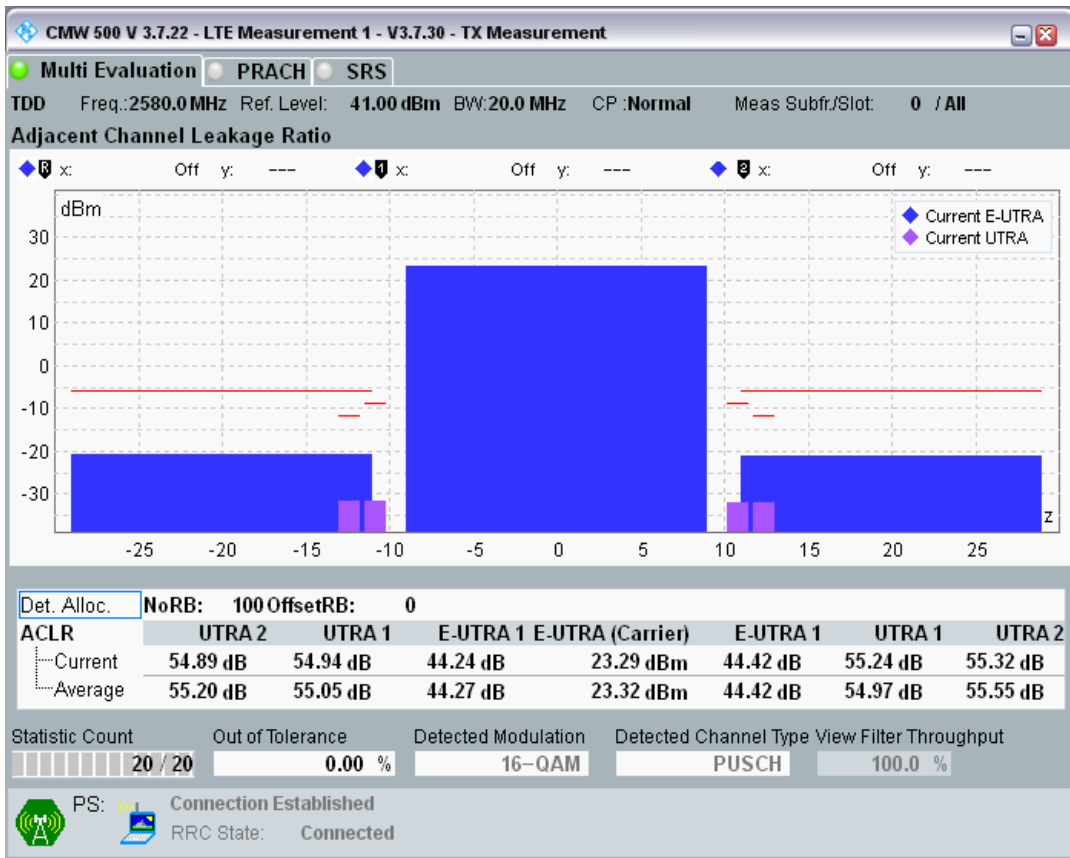 CMW 500 V 3.7.22 - LTE Measurement 1 - V3.7.30 - TX Measurement
Multi Evaluation PRACH SRS
TDD Freq.:2580.0 MHz Ref. Level: 41.00 dBm BW:20.0 MHz CP :Normal Meas Subfr./Slot: 0 / All
Adjacent Channel Leakage Ratio
R x: Off y: --- 1 x: Off y: --- 2 x: Off y: ---
dBm
Current E-UTRA
Current UTRA
30
20
10
0
-10
-20
-30
z
-25 -20 -15 -10 -5 0 5 10 15 20 25
Det. Alloc. NoRB: 100 OffsetRB: 0
ACLR UTRA 2 UTRA 1 E-UTRA 1 E-UTRA (Carrier) E-UTRA 1 UTRA 1 UTRA 2
Current 54.89 dB 54.94 dB 44.24 dB 23.29 dBm 44.42 dB 55.24 dB 55.32 dB
Average 55.20 dB 55.05 dB 44.27 dB 23.32 dBm 44.42 dB 54.97 dB 55.55 dB
Statistic Count Out of Tolerance Detected Modulation Detected Channel Type View Filter Throughput
20 / 20 0.00 % 16-QAM PUSCH 100.0 %
PS: Connection Established
RRC State: Connected